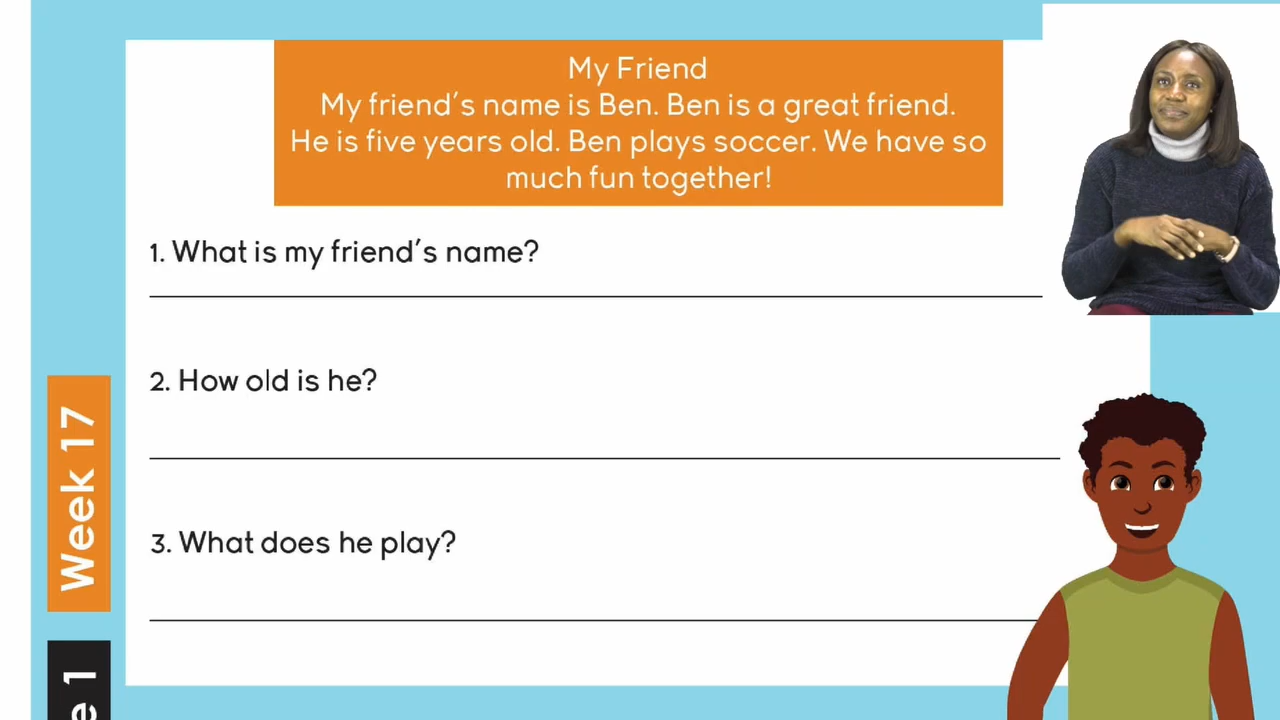 My Friend
My friend's name is Ben. Ben is a great friend.
He is five years old. Ben plays soccer. We have so
much fun together!
1. What is my friend's name?
2. How old is he?
3. What does he play?
Week 17
e 1